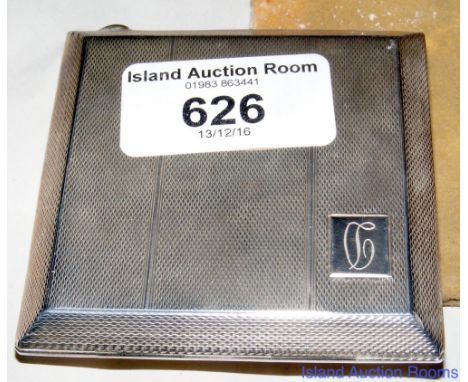 Island Auction Room
01983 863441
626
13/12/16
Island Auction Rooms